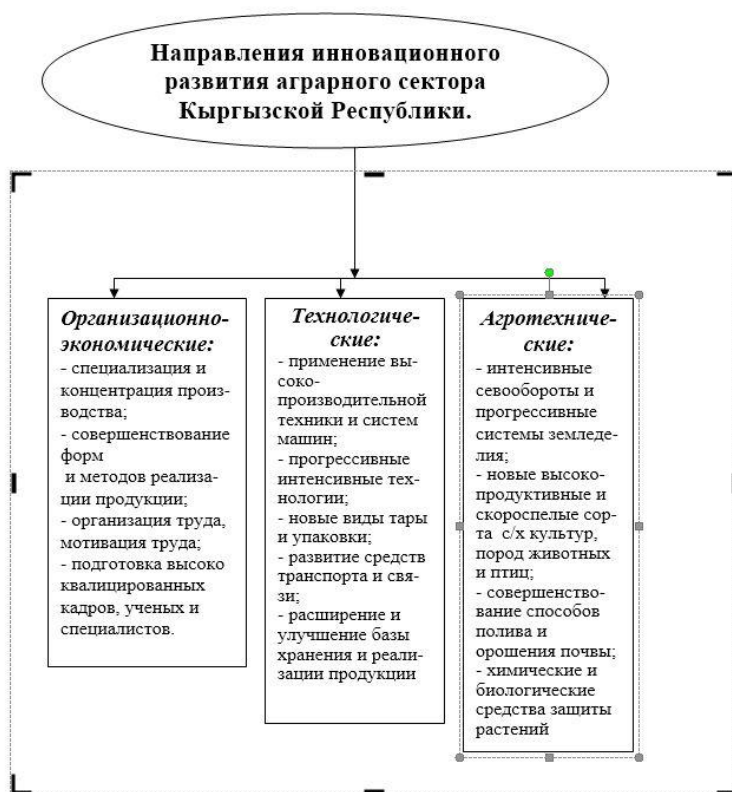 Направления инновационного
развития аграрного сектора
Кыргызской Республики.
Организационно-
экономические:
- специализация и
концентрация произ-
водства;
- совершенствование
форм
и методов реализа-
ции продукции;
- организация труда,
мотивация труда;
- подготовка высоко
квалицированных
кадров, ученых и
специалистов.
Технологиче-
ские:
- применение вы-
соко-
производительной
техники и систем
машин;
- прогрессивные
интенсивные тех-
нологии;
- новые виды тары
и упаковки;
- развитие средств
транспорта и свя-
зи;
- расширение и
улучшение базы
хранения и реали-
зации продукции
Агротехниче-
ские:
- интенсивные
севообороты и
прогрессивные
системы земледе-
лия;
- новые высоко-
продуктивные и
скороспелые сор-
та с/х культур,
пород животных
и птиц;
- совершенство-
вание способов
полива и
орошения почвы;
- химические и
биологические
средства защиты
растений